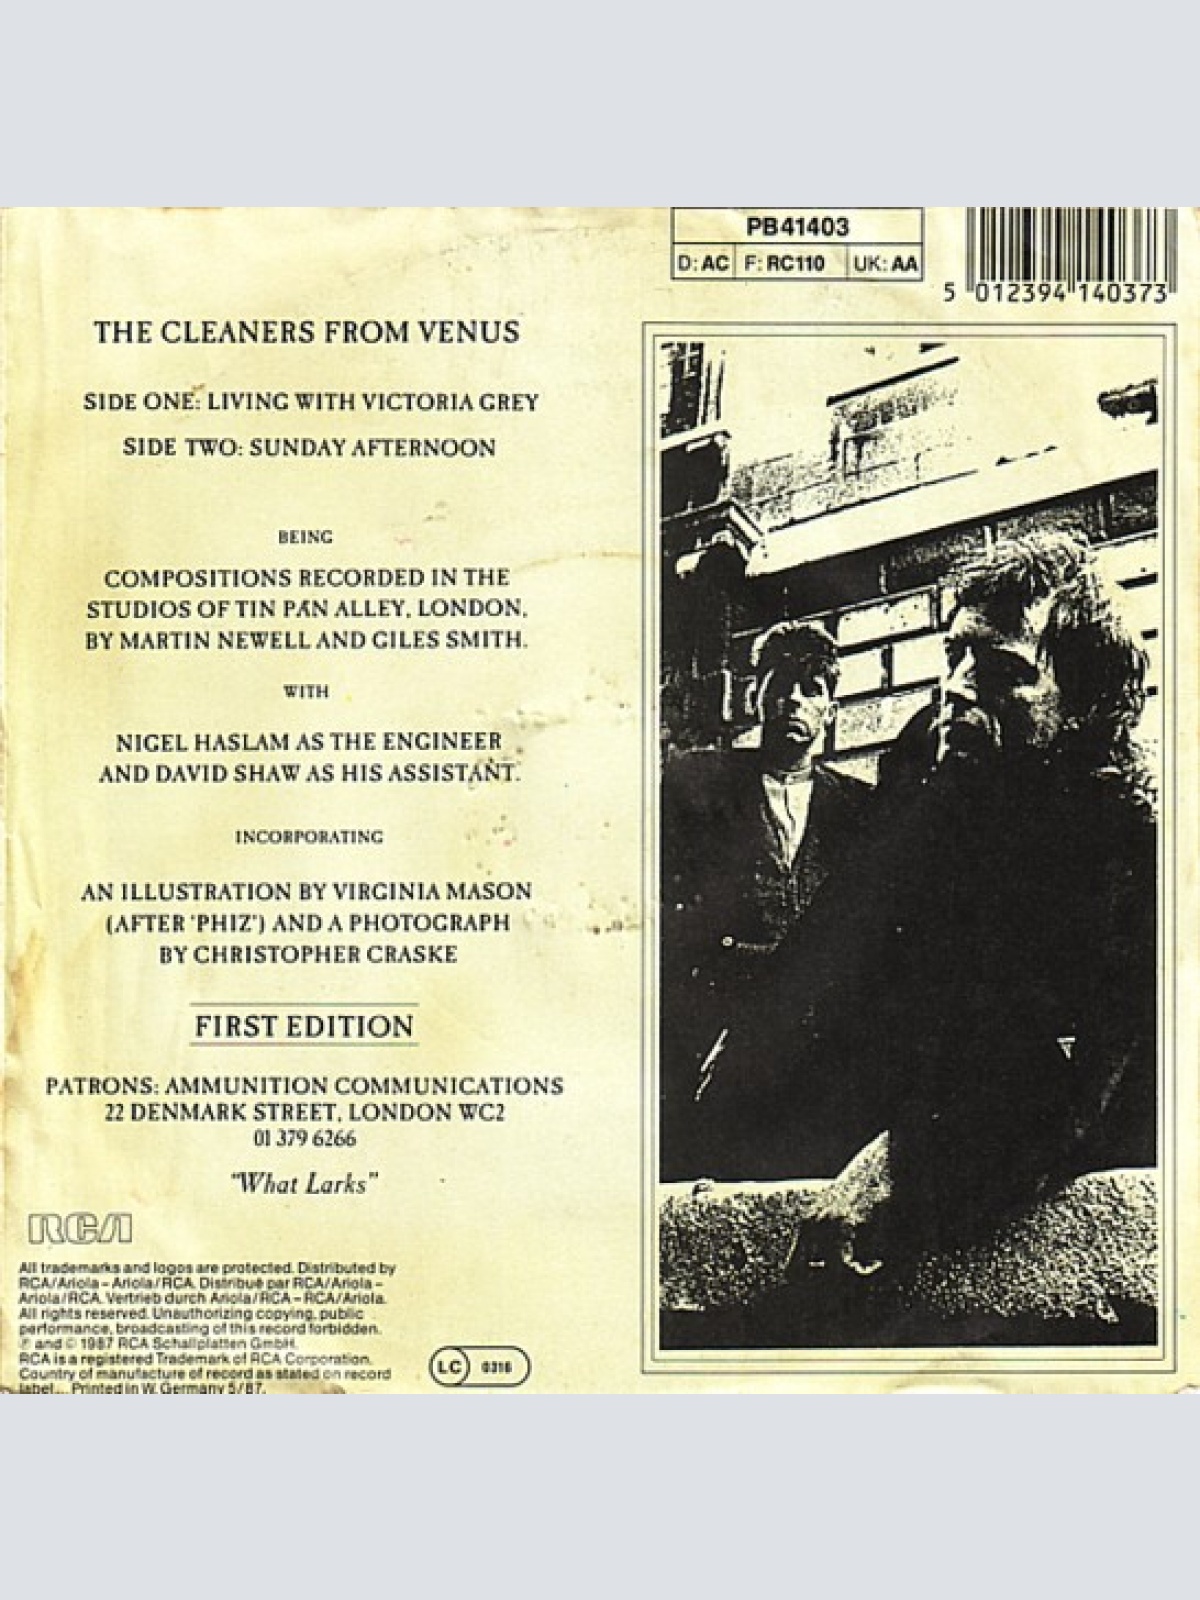 PB41403
D: AC F: RC110 UK: AA
5 012394 140373
THE CLEANERS FROM VENUS
SIDE ONE: LIVING WITH VICTORIA GREY
SIDE TWO: SUNDAY AFTERNOON
BEING
COMPOSITIONS RECORDED IN THE
STUDIOS OF TIN PAN ALLEY, LONDON,
BY MARTIN NEWELL AND GILES SMITH.
WITH
NIGEL HASLAM AS THE ENGINEER
AND DAVID SHAW AS HIS ASSISTANT.
INCORPORATING
AN ILLUSTRATION BY VIRGINIA MASON
(AFTER 'PHIZ') AND A PHOTOGRAPH
BY CHRISTOPHER CRASKE
FIRST EDITION
PATRONS: AMMUNITION COMMUNICATIONS
22 DENMARK STREET, LONDON WC2
01 379 6266
"What Larks"
RCA
All trademarks and logos are protected. Distributed by
RCA/Ariola – Ariola/RCA. Distribué par RCA/Ariola –
Ariola/RCA. Vertrieb durch Ariola/RCA – RCA/Ariola.
All rights reserved. Unauthorizing copying, public
performance, broadcasting of this record forbidden.
℗ and © 1987 RCA Schallplatten GmbH.
RCA is a registered Trademark of RCA Corporation.
Country of manufacture of record as stated on record
label... Printed in W. Germany 5/87.
LC 0316